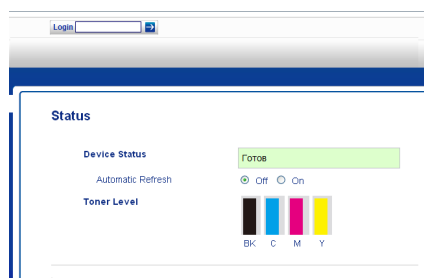 Login
Status
Device Status Готов
Automatic Refresh Off On
Toner Level
BK C M Y